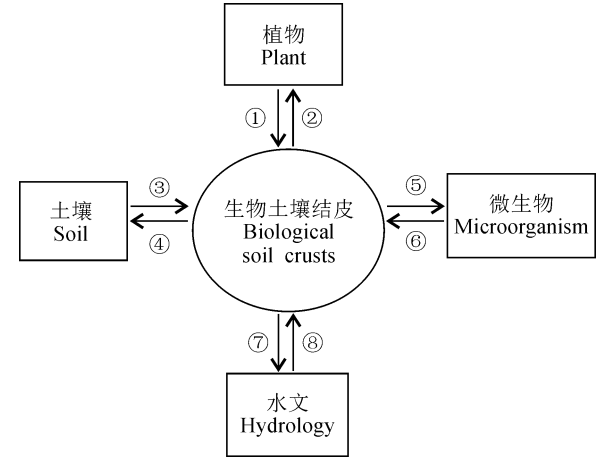 植物
Plant
①
②
土壤
Soil
③
④
生物土壤结皮
Biological
soil crusts
⑤
⑥
微生物
Microorganism
⑦
⑧
水文
Hydrology